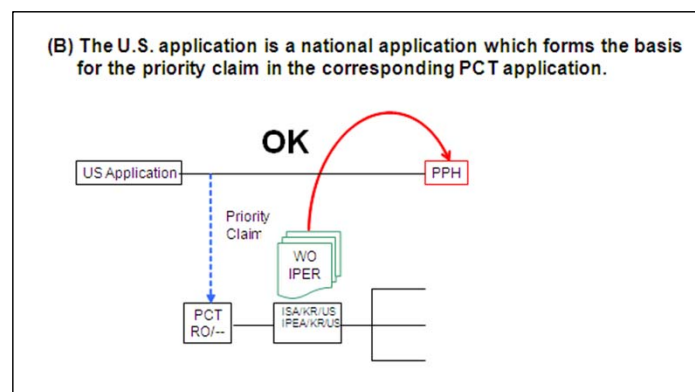 (B) The U.S. application is a national application which forms the basis
for the priority claim in the corresponding PCT application.
OK
US Application
PPH
Priority
Claim
WO
IPER
PCT
RO/--
ISA/KR/US
IPEA/KR/US